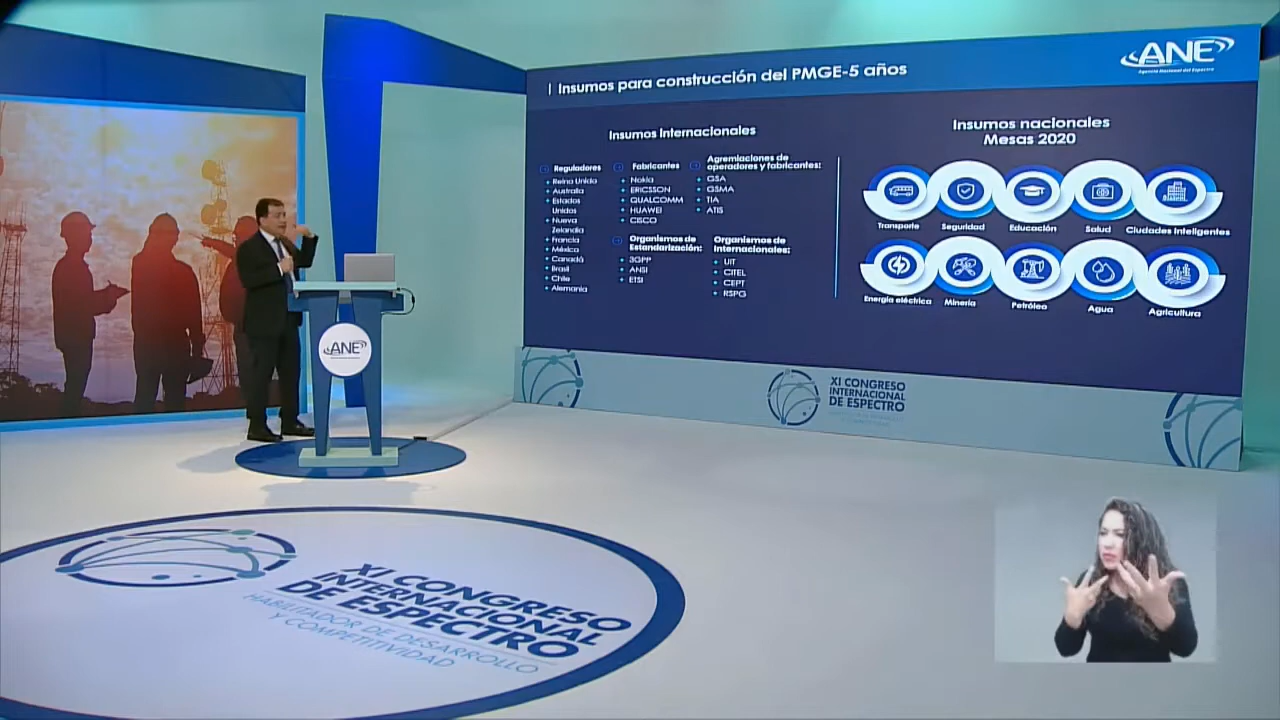 | Insumos para construcción del PMGE-5 años
ANE
Agencia Nacional del Espectro
Insumos Internacionales
Reguladores
Reino Unido
Australia
Estados
Unidos
Nueva
Zelandia
Francia
México
Canadá
Brasil
Chile
Alemania
Fabricantes
Nokia
ERICSSON
QUALCOMM
HUAWEI
CISCO
Agremiaciones de
operadores y fabricantes:
GSA
GSMA
TIA
ATIS
Organismos de
Estandarización:
3GPP
ANSI
ETSI
Organismos de
Internacionales:
UIT
CITEL
CEPT
RSPG
Insumos nacionales
Mesas 2020
Transporte
Seguridad
Educación
Salud
Ciudades Inteligentes
Energía eléctrica
Minería
Petróleo
Agua
Agricultura
XI CONGRESO
INTERNACIONAL
DE ESPECTRO
ANE
XI CONGRESO
INTERNACIONAL
DE ESPECTRO
HABILITADOR DE DESARROLLO
Y COMPETITIVIDAD